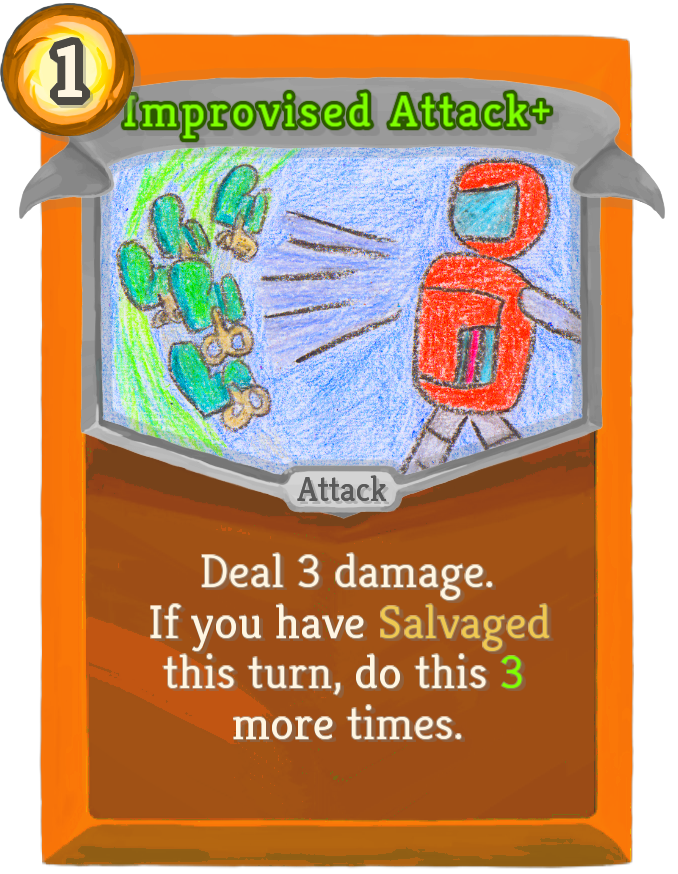 1
Improvised Attack+
Attack
Deal 3 damage.
If you have Salvaged
this turn, do this 3
more times.